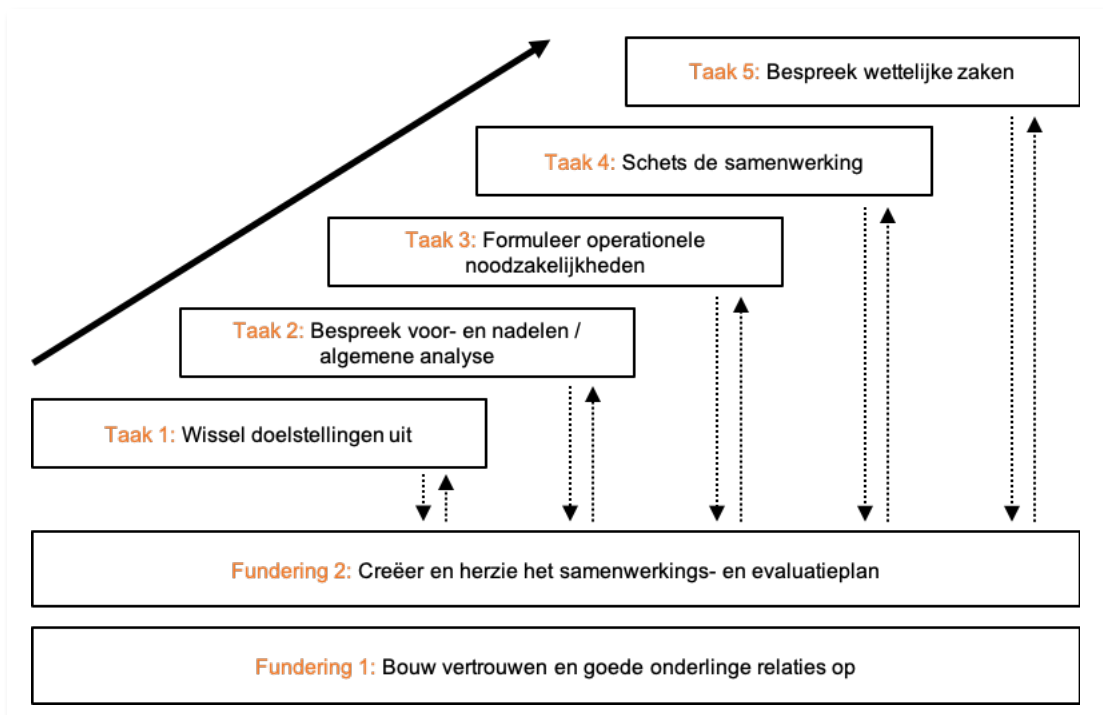 Taak 5: Bespreek wettelijke zaken
Taak 4: Schets de samenwerking
Taak 3: Formuleer operationele
noodzakelijkheden
Taak 2: Bespreek voor- en nadelen /
algemene analyse
Taak 1: Wissel doelstellingen uit
Fundering 2: Creëer en herzie het samenwerkings- en evaluatieplan
Fundering 1: Bouw vertrouwen en goede onderlinge relaties op